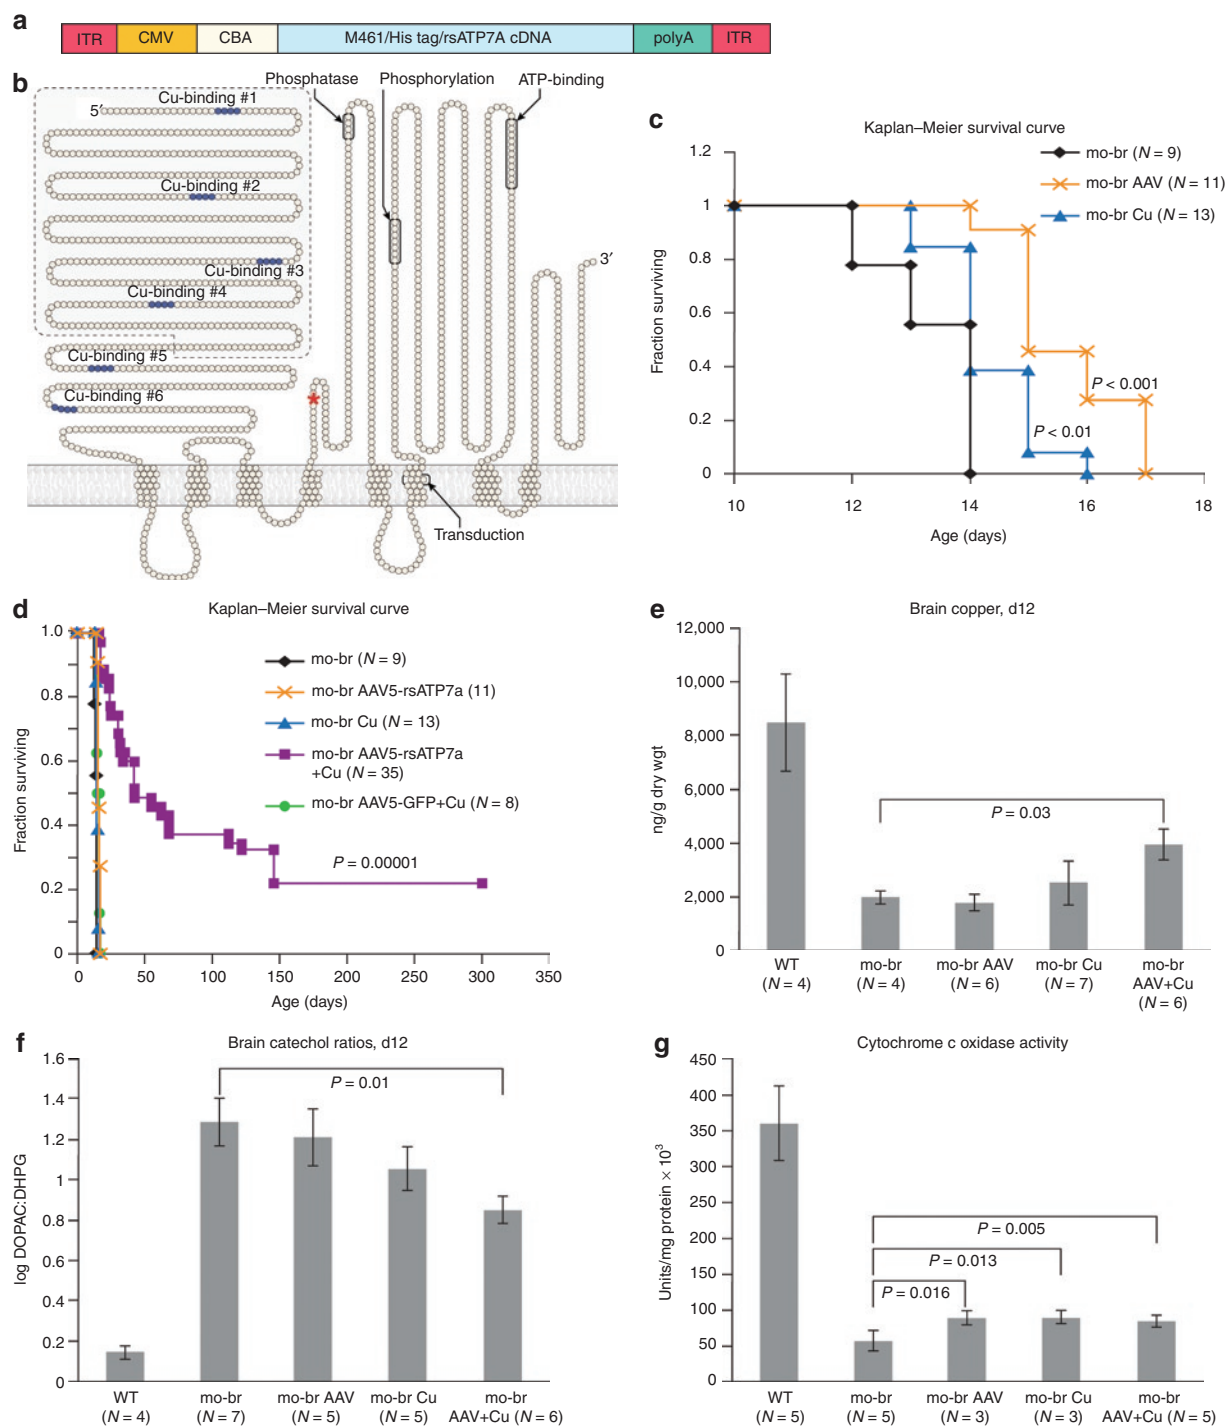 a
ITR CMV CBA M461/His tag/rsATP7A cDNA polyA ITR
b
Phosphatase Phosphorylation ATP-binding
5′
Cu-binding #1
Cu-binding #2
Cu-binding #3
Cu-binding #4
Cu-binding #5
Cu-binding #6
*
3′
Transduction
c
Kaplan–Meier survival curve
mo-br (N = 9)
mo-br AAV (N = 11)
mo-br Cu (N = 13)
Fraction surviving
1.2
1
0.8
0.6
0.4
0.2
0
P < 0.001
P < 0.01
10 12 14 16 18
Age (days)
d
Kaplan–Meier survival curve
mo-br (N = 9)
mo-br AAV5-rsATP7a (11)
mo-br Cu (N = 13)
mo-br AAV5-rsATP7a
+Cu (N = 35)
mo-br AAV5-GFP+Cu (N = 8)
Fraction surviving
1.0
0.8
0.6
0.4
0.2
0
P = 0.00001
0 50 100 150 200 250 300 350
Age (days)
e
Brain copper, d12
ng/g dry wgt
12,000
10,000
8,000
6,000
4,000
2,000
0
P = 0.03
WT mo-br mo-br AAV mo-br Cu mo-br
(N = 4) (N = 4) (N = 6) (N = 7) AAV+Cu
(N = 6)
f
Brain catechol ratios, d12
log DOPAC:DHPG
1.6
1.4
1.2
1
0.8
0.6
0.4
0.2
0
P = 0.01
WT mo-br mo-br AAV mo-br Cu mo-br
(N = 4) (N = 7) (N = 5) (N = 5) AAV+Cu (N = 6)
g
Cytochrome c oxidase activity
Units/mg protein × 10³
450
400
350
300
250
200
150
100
50
0
P = 0.005
P = 0.013
P = 0.016
WT mo-br mo-br AAV mo-br Cu mo-br
(N = 5) (N = 5) (N = 3) (N = 3) AAV+Cu (N = 5)